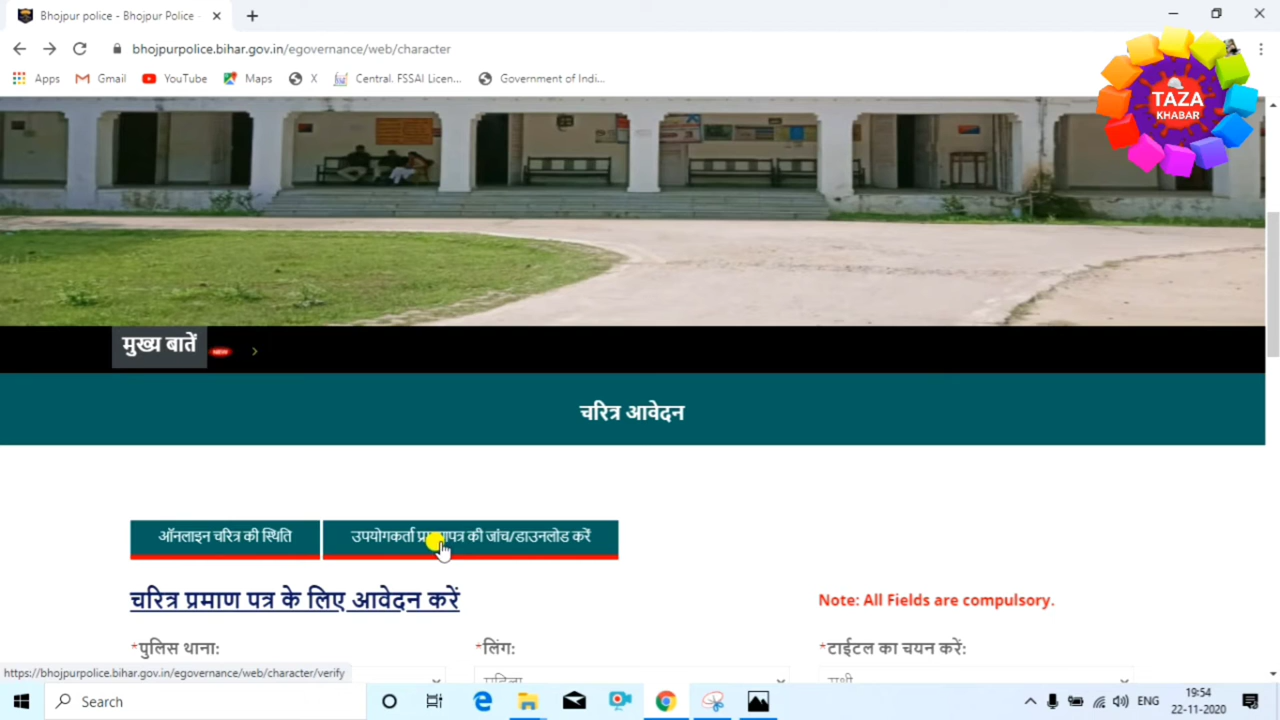 Bhojpur police - Bhojpur Police -
bhojpurpolice.bihar.gov.in/egovernance/web/character
Apps Gmail YouTube Maps X Central. FSSAI Licen... Government of Indi...
TAZA
KHABAR
मुख्य बातें NEW
चरित्र आवेदन
ऑनलाइन चरित्र की स्थिति उपयोगकर्ता की जांच/डाउनलोड करें
चरित्र प्रमाण पत्र के लिए आवेदन करें Note: All Fields are compulsory.
*पुलिस थाना: *लिंग: *टाईटल का चयन करें:
https://bhojpurpolice.bihar.gov.in/egovernance/web/character/verify
Search ENG 19:54
22-11-2020